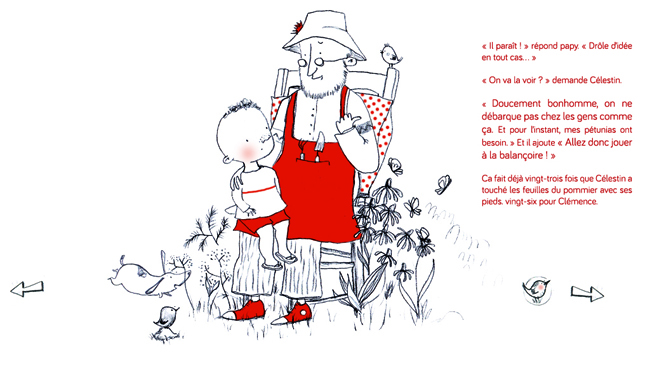 « Il paraît ! » répond papy. « Drôle d'idée
en tout cas... »
« On va la voir ? » demande Célestin.
« Doucement bonhomme, on ne
débarque pas chez les gens comme
ça. Et pour l'instant, mes pétunias ont
besoin. » Et il ajoute « Allez donc jouer
à la balançoire ! »
Ca fait déjà vingt-trois fois que Célestin a
touché les feuilles du pommier avec ses
pieds. vingt-six pour Clémence.